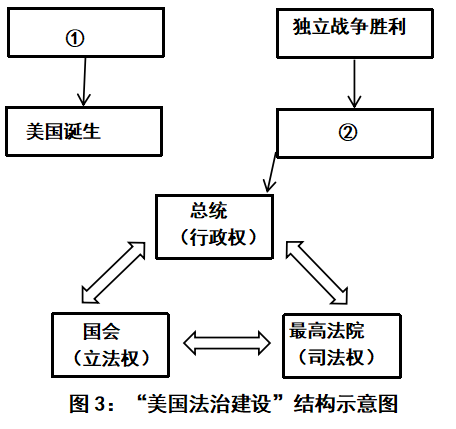 ①
独立战争胜利
美国诞生
②
总统
（行政权）
国会
（立法权）
最高法院
（司法权）
图3：“美国法治建设”结构示意图